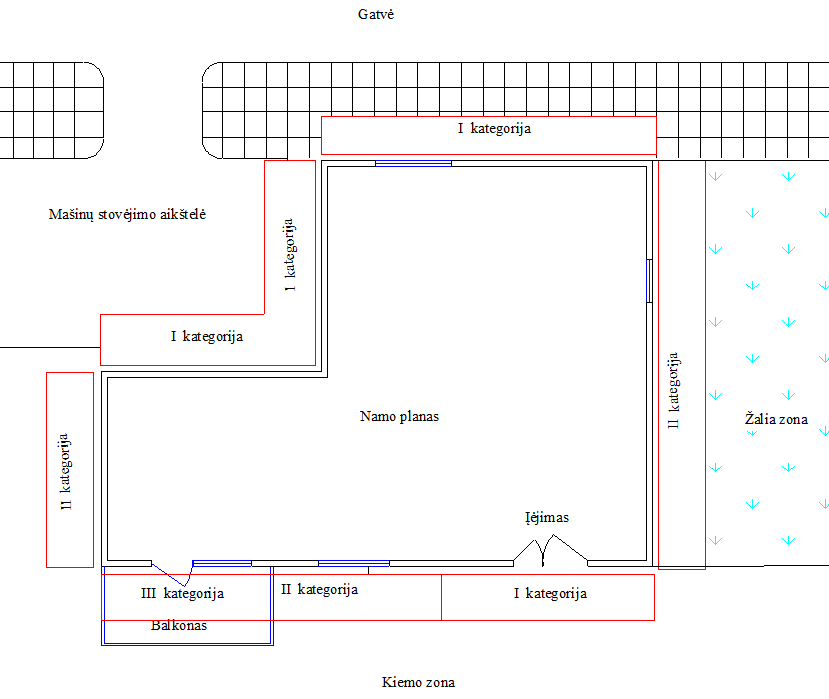 Gatvė
I kategorija
Mašinų stovėjimo aikštelė
I kategorija
I kategorija
II kategorija
Namo planas
Žalia zona
II kategorija
Įėjimas
III kategorija
II kategorija
I kategorija
Balkonas
Kiemo zona